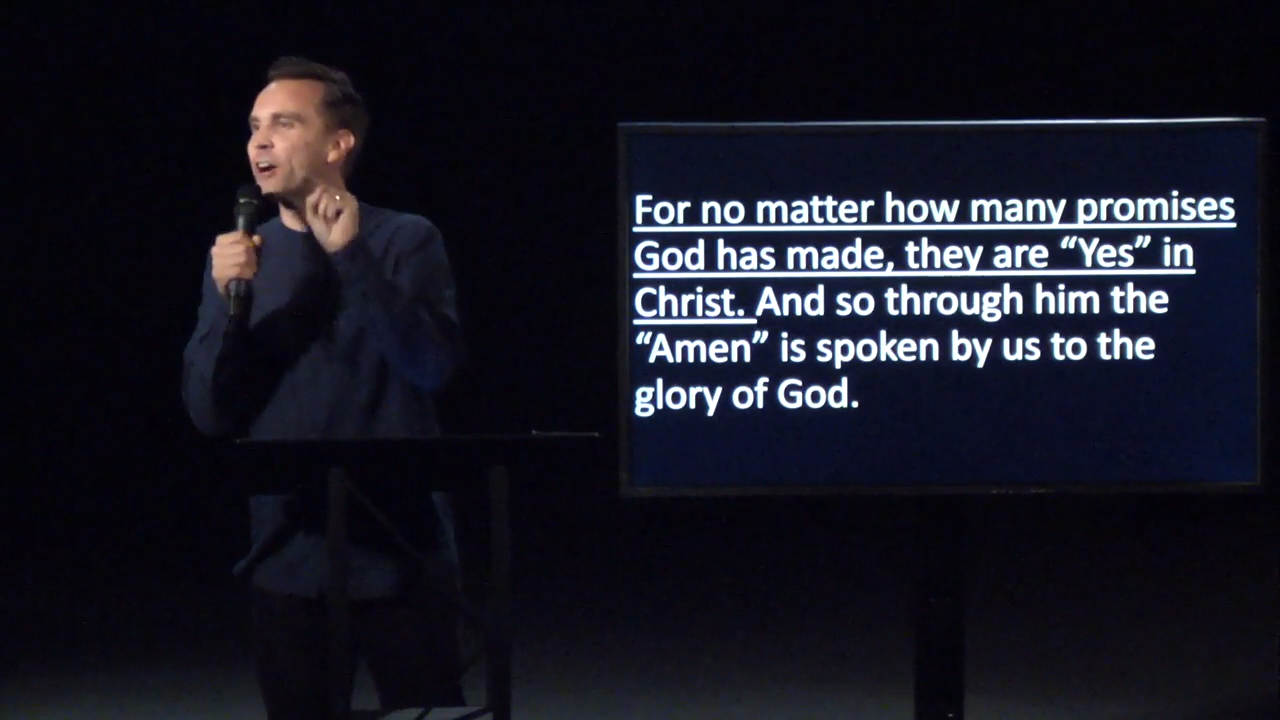 For no matter how many promises
God has made, they are “Yes” in
Christ. And so through him the
“Amen” is spoken by us to the
glory of God.